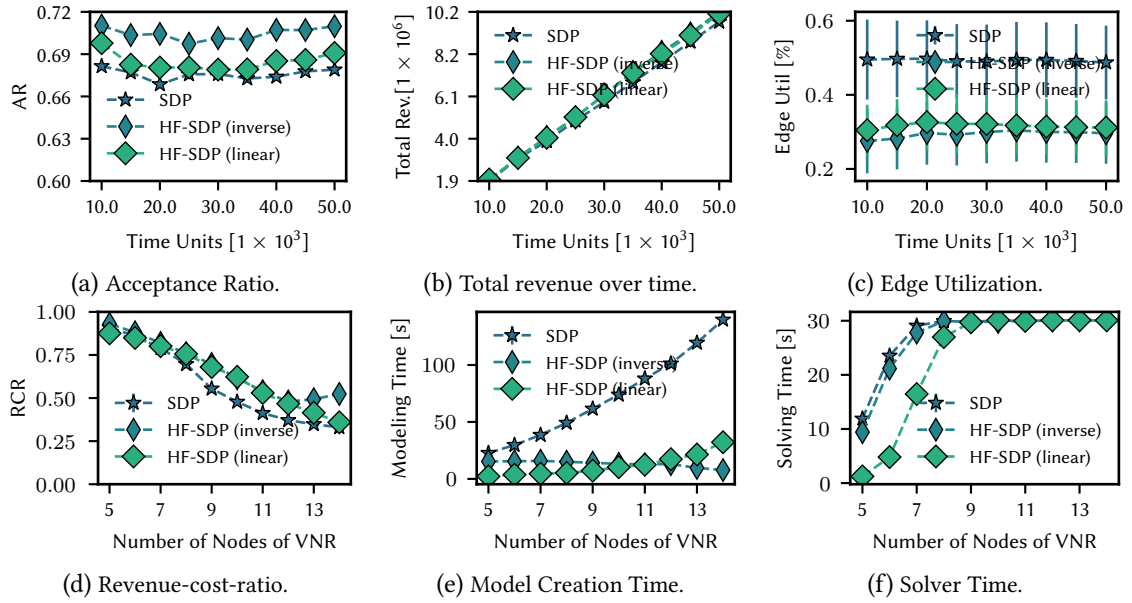 0.72
0.69
0.66
0.63
0.60
AR
SDP
HF-SDP (inverse)
HF-SDP (linear)
10.0 20.0 30.0 40.0 50.0
Time Units [1 × 10³]
(a) Acceptance Ratio.
10.2
8.2
6.1
4.0
1.9
Total Rev.[1 × 10⁶]
SDP
HF-SDP (inverse)
HF-SDP (linear)
10.0 20.0 30.0 40.0 50.0
Time Units [1 × 10³]
(b) Total revenue over time.
0.6
0.4
0.2
Edge Util [%]
SDP
HF-SDP (inverse)
HF-SDP (linear)
10.0 20.0 30.0 40.0 50.0
Time Units [1 × 10³]
(c) Edge Utilization.
1.00
0.75
0.50
0.25
0.00
RCR
SDP
HF-SDP (inverse)
HF-SDP (linear)
5 7 9 11 13
Number of Nodes of VNR
(d) Revenue-cost-ratio.
100
50
0
Modeling Time [s]
SDP
HF-SDP (inverse)
HF-SDP (linear)
5 7 9 11 13
Number of Nodes of VNR
(e) Model Creation Time.
30
20
10
0
Solving Time [s]
SDP
HF-SDP (inverse)
HF-SDP (linear)
5 7 9 11 13
Number of Nodes of VNR
(f) Solver Time.